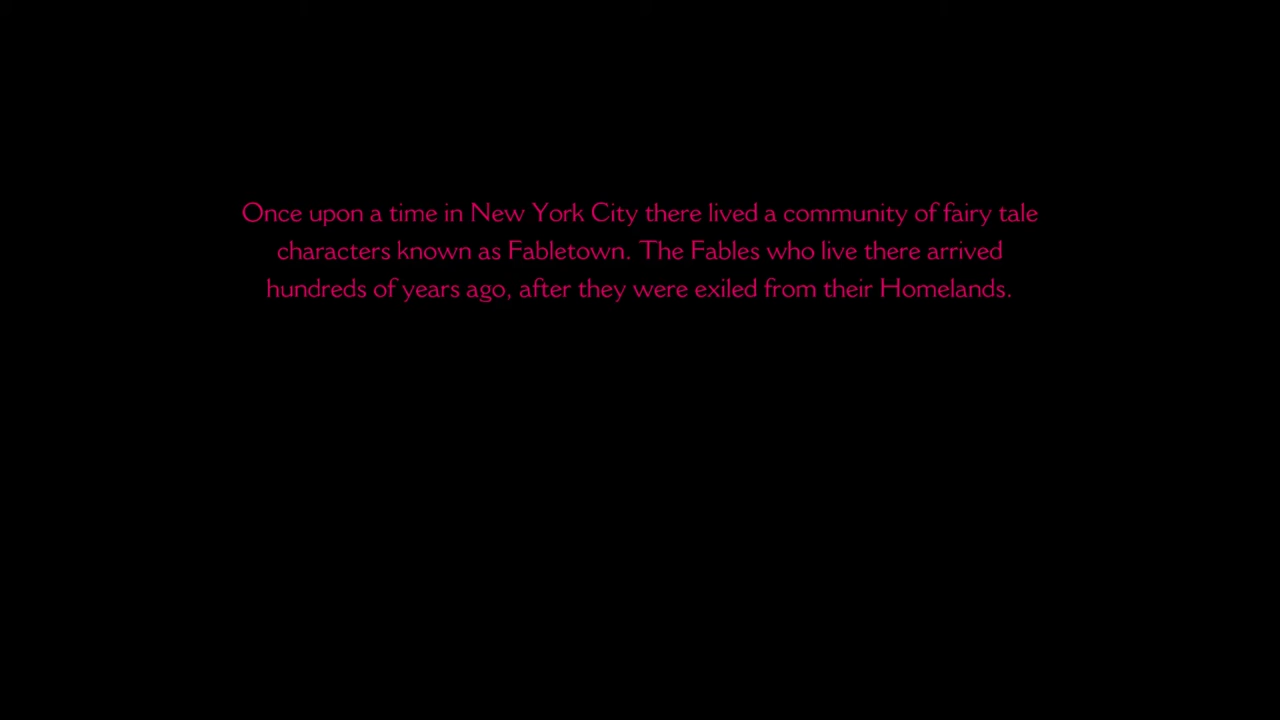 Once upon a time in New York City there lived a community of fairy tale
characters known as Fabletown. The Fables who live there arrived
hundreds of years ago, after they were exiled from their Homelands.